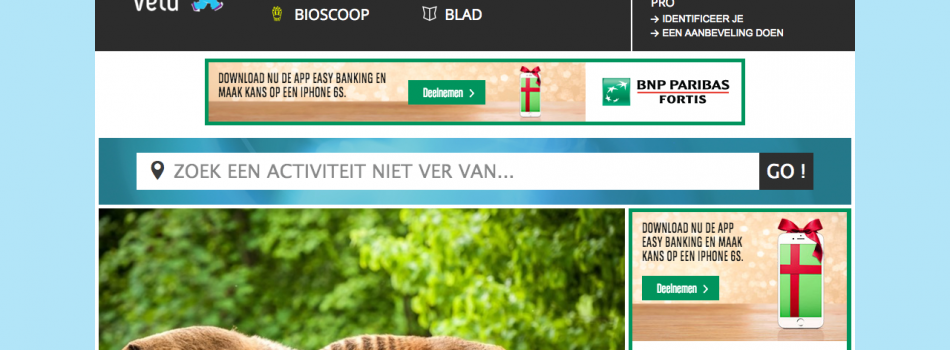 velu
BIOSCOOP
BLAD
PRO
→ IDENTIFICEER JE
→ EEN AANBEVELING DOEN
DOWNLOAD NU DE APP EASY BANKING EN
MAAK KANS OP EEN IPHONE 6S.
Deelnemen >
BNP PARIBAS
FORTIS
ZOEK EEN ACTIVITEIT NIET VER VAN...
GO !
DOWNLOAD NU DE APP
EASY BANKING EN MAAK
KANS OP EEN IPHONE 6S.
Deelnemen >